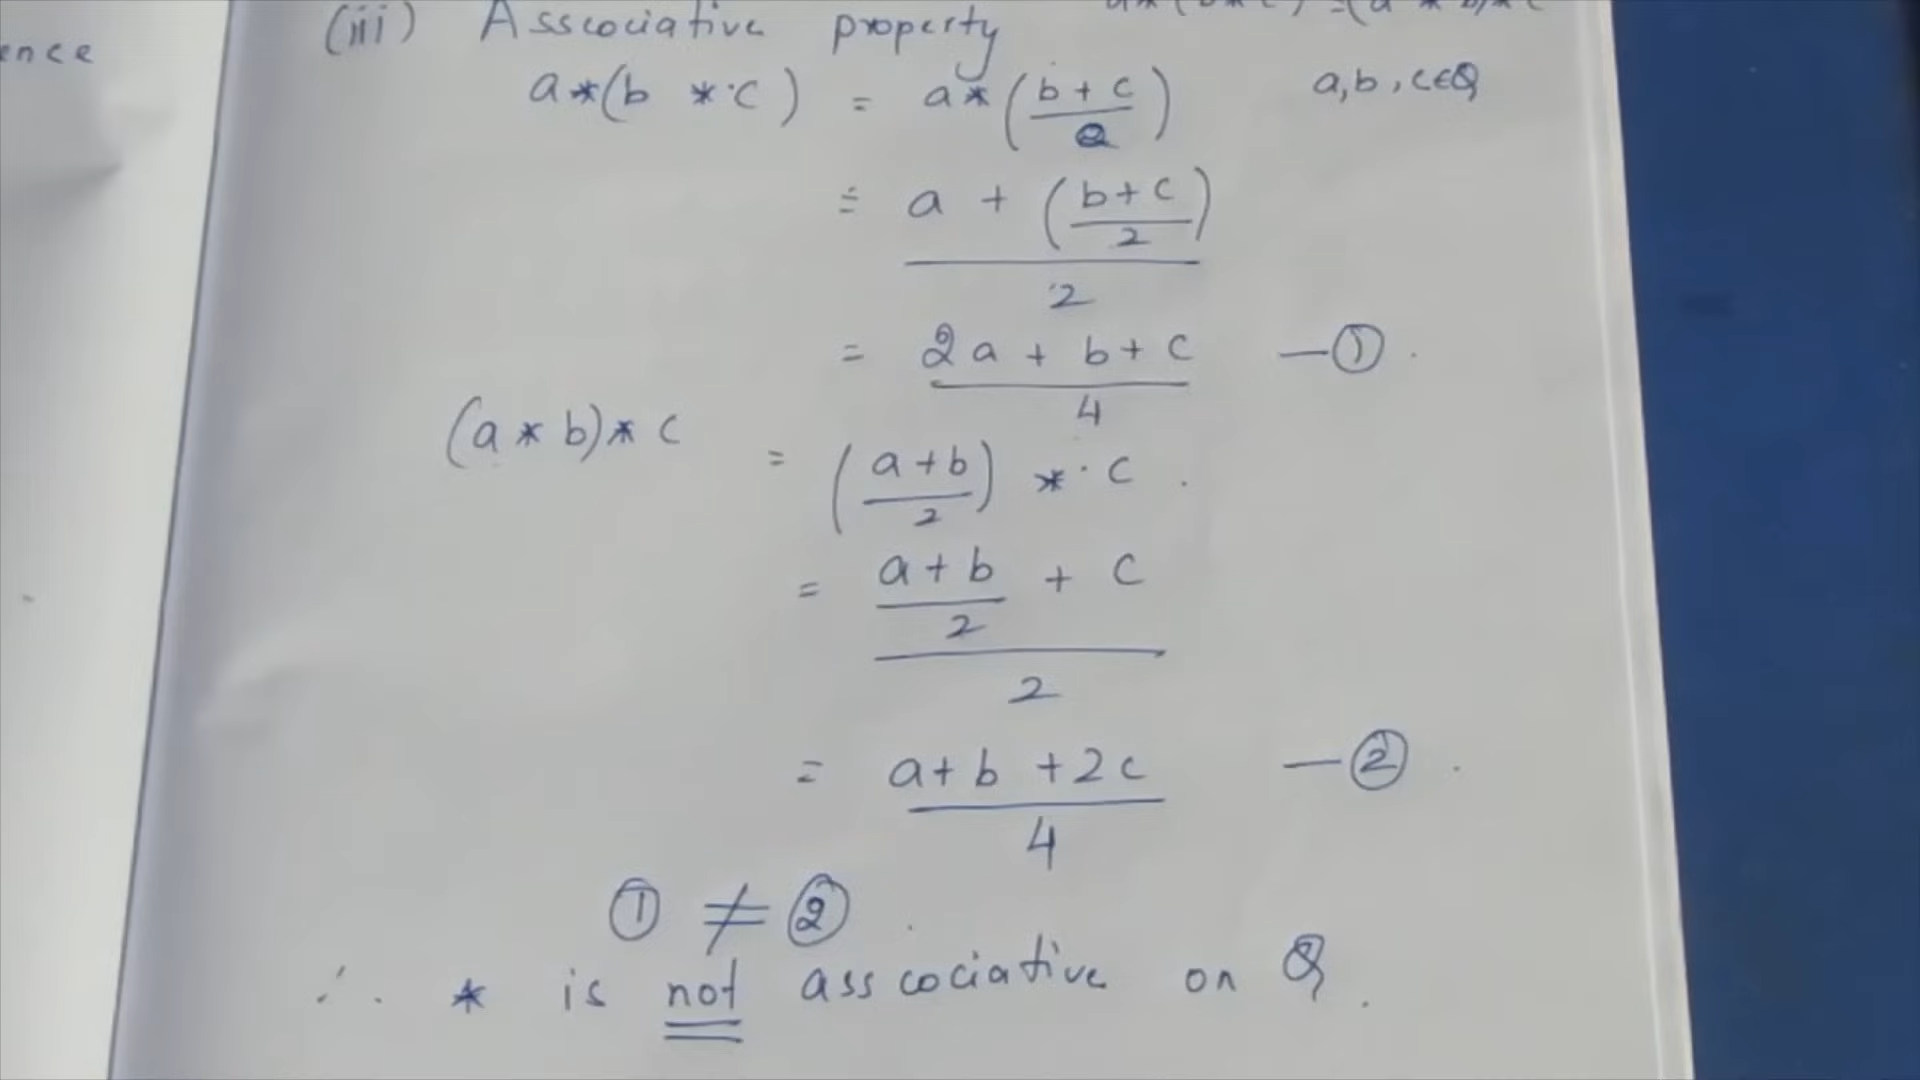 ence
(iii) Asscociative property a*(b*c) = (a * b)*c
a*(b *c) = a*((b+c)/2) a,b,c∈Q
= (a + ((b+c)/2))/2
= (2a + b+c)/4 —①.
(a * b)* c = ((a+b)/2) * c.
= ((a+b)/2 + c)/2
= (a+b+2c)/4 —②.
① ≠ ②.
∴ * is not asscociative on Q.